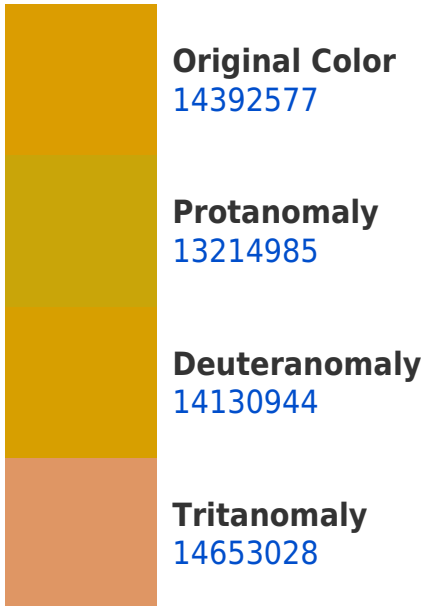 Original Color
14392577
Protanomaly
13214985
Deuteranomaly
14130944
Tritanomaly
14653028